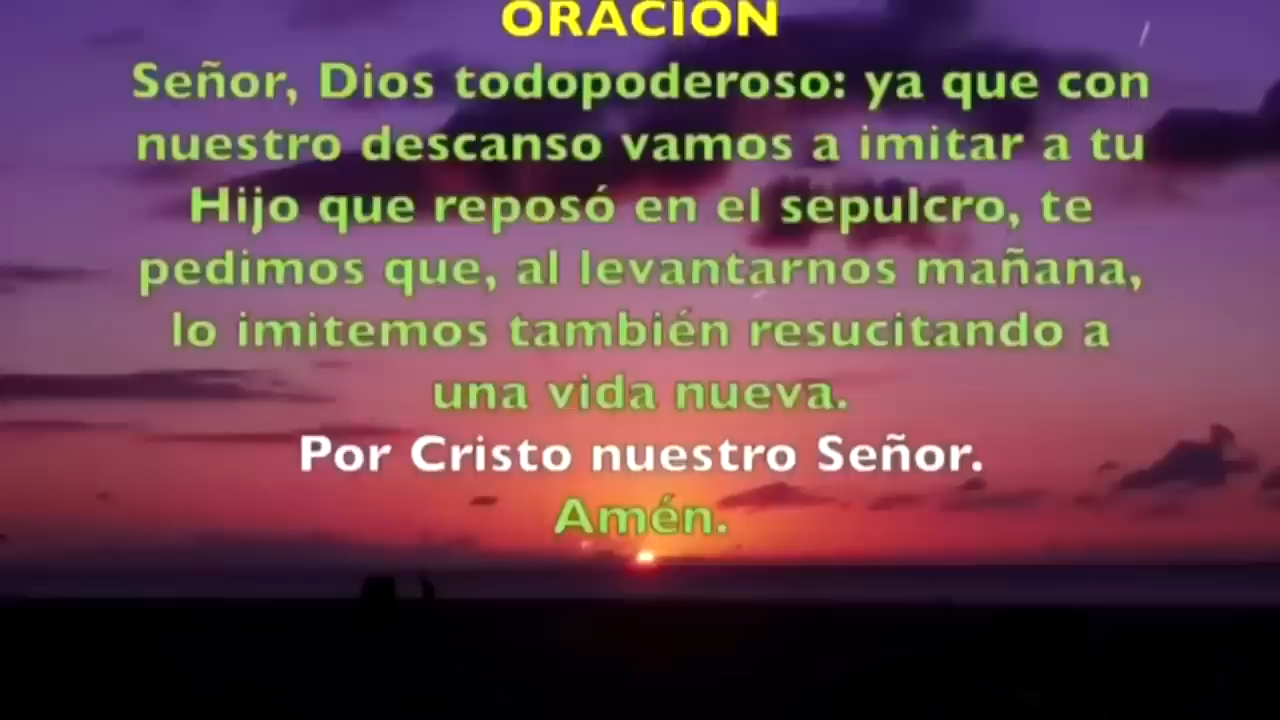 ORACIÓN
Señor, Dios todopoderoso: ya que con
nuestro descanso vamos a imitar a tu
Hijo que reposó en el sepulcro, te
pedimos que, al levantarnos mañana,
lo imitemos también resucitando a
una vida nueva.
Por Cristo nuestro Señor.
Amén.